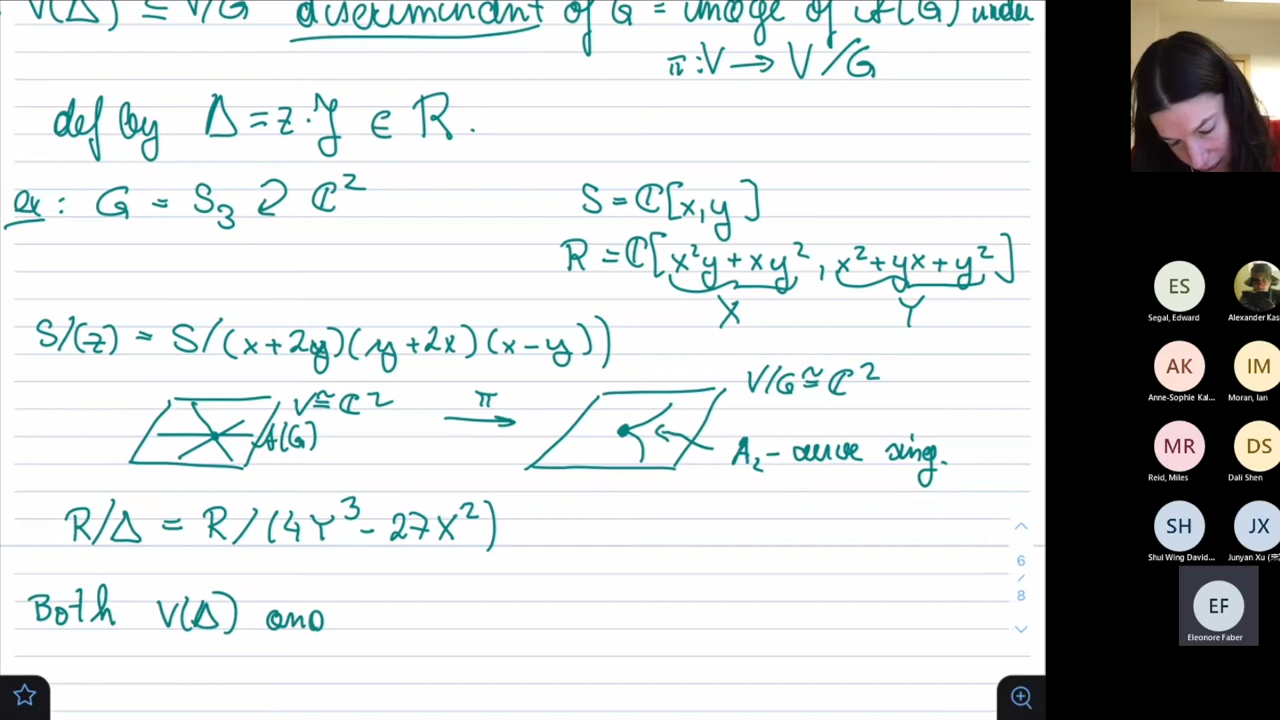 V(Δ) ⊆ V/G discriminant of G = image of A(G) under
π : V → V/G
def by Δ = z · J ∈ R.
ex : G = S₃ ↻ ℂ²
S = ℂ[x,y]
R = ℂ[x²y + xy², x² + yx + y²]
X Y
S/(z) = S/((x+2y)(y+2x)(x-y))
V ≅ ℂ² π V/G ≅ ℂ²
A(G) A₂ - curve sing.
R/Δ = R/(4Y³ - 27X²)
Both V(Δ) and
6
/
8
ES
Segal, Edward
Alexander Kas...
AK
IM
Anne-Sophie Kal...
Moran, Ian
MR
DS
Reid, Miles
Dali Shen
SH
JX
Shui Wing David...
Junyan Xu
EF
Eleonore Faber